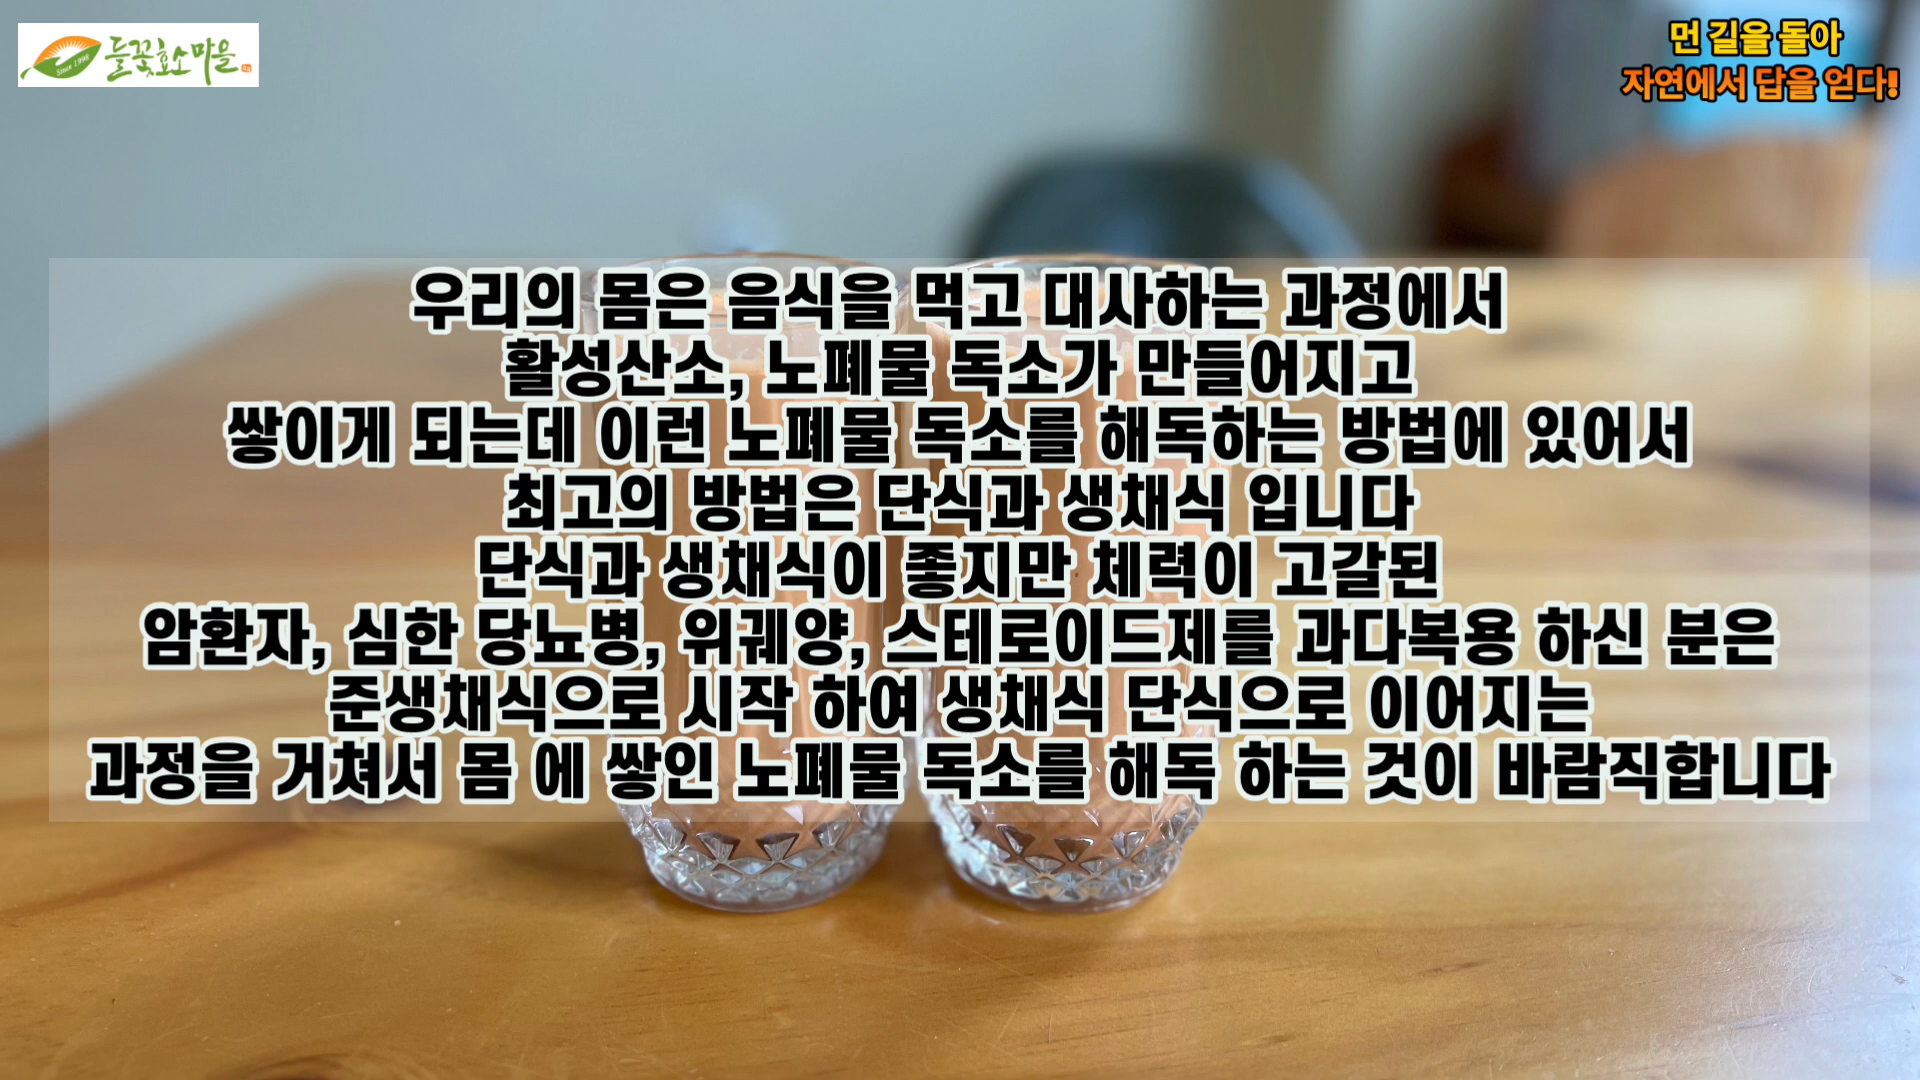 Since 1998
들꽃효소마을
먼 길을 돌아
자연에서 답을 얻다!
우리의 몸은 음식을 먹고 대사하는 과정에서
활성산소, 노폐물 독소가 만들어지고
쌓이게 되는데 이런 노폐물 독소를 해독하는 방법에 있어서
최고의 방법은 단식과 생채식 입니다
단식과 생채식이 좋지만 체력이 고갈된
암환자, 심한 당뇨병, 위궤양, 스테로이드제를 과다복용 하신 분은
준생채식으로 시작 하여 생채식 단식으로 이어지는
과정을 거쳐서 몸 에 쌓인 노폐물 독소를 해독 하는 것이 바람직합니다